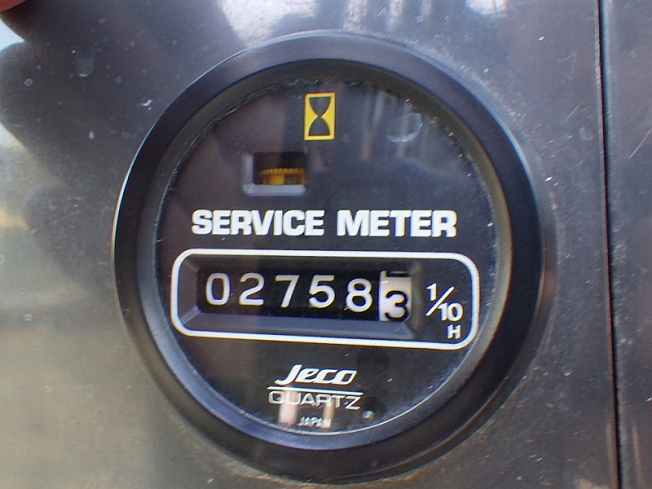 SERVICE METER
027583 1/10 H
Jeco
QUARTZ
JAPAN